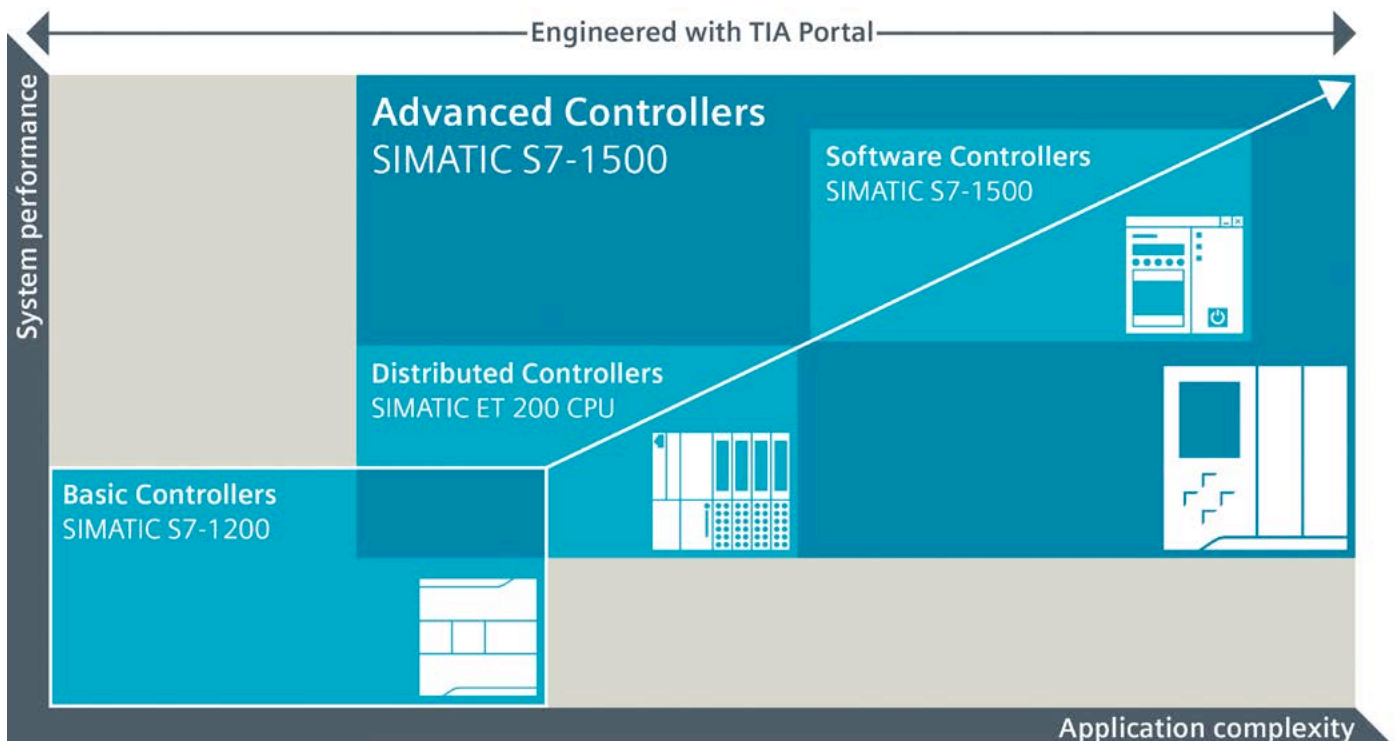 Engineered with TIA Portal
System performance
Advanced Controllers
SIMATIC S7-1500
Software Controllers
SIMATIC S7-1500
Distributed Controllers
SIMATIC ET 200 CPU
Basic Controllers
SIMATIC S7-1200
Application complexity